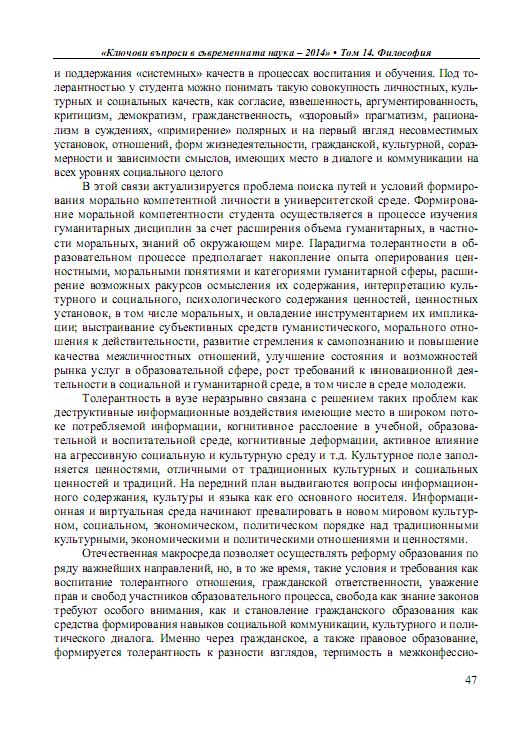 «Ключови въпроси в съвременната наука – 2014» • Том 14. Философия
и поддержания «системных» качеств в процессах воспитания и обучения. Под то-
лерантностью у студента можно понимать такую совокупность личностных, куль-
турных и социальных качеств, как согласие, взвешенность, аргументированность,
критицизм, демократизм, гражданственность, «здоровый» прагматизм, рациона-
лизм в суждениях, «примирение» полярных и на первый взгляд несовместимых
установок, отношений, форм жизнедеятельности, гражданской, культурной, сораз-
мерности и зависимости смыслов, имеющих место в диалоге и коммуникации на
всех уровнях социального целого
В этой связи актуализируется проблема поиска путей и условий формиро-
вания морально компетентной личности в университетской среде. Формирова-
ние моральной компетентности студента осуществляется в процессе изучения
гуманитарных дисциплин за счет расширения объема гуманитарных, в частно-
сти моральных, знаний об окружающем мире. Парадигма толерантности в об-
разовательном процессе предполагает накопление опыта оперирования цен-
ностными, моральными понятиями и категориями гуманитарной сферы, расши-
рение возможных ракурсов осмысления их содержания, интерпретацию куль-
турного и социального, психологического содержания ценностей, ценностных
установок, в том числе моральных, и овладение инструментарием их имплика-
ции; выстраивание субъективных средств гуманистического, морального отно-
шения к действительности, развитие стремления к самопознанию и повышение
качества межличностных отношений, улучшение состояния и возможностей
рынка услуг в образовательной сфере, рост требований к инновационной дея-
тельности в социальной и гуманитарной среде, в том числе в среде молодежи.
Толерантность в вузе неразрывно связана с решением таких проблем как
деструктивные информационные воздействия имеющие место в широком пото-
ке потребляемой информации, когнитивное расслоение в учебной, образова-
тельной и воспитательной среде, когнитивные деформации, активное влияние
на агрессивную социальную и культурную среду и т.д. Культурное поле запол-
няется ценностями, отличными от традиционных культурных и социальных
ценностей и традиций. На передний план выдвигаются вопросы информацион-
ного содержания, культуры и языка как его основного носителя. Информаци-
онная и виртуальная среда начинают превалировать в новом мировом культур-
ном, социальном, экономическом, политическом порядке над традиционными
культурными, экономическими и политическими отношениями и ценностями.
Отечественная макросреда позволяет осуществлять реформу образования по
ряду важнейших направлений, но, в то же время, такие условия и требования как
воспитание толерантного отношения, гражданской ответственности, уважение
прав и свобод участников образовательного процесса, свобода как знание законов
требуют особого внимания, как и становление гражданского образования как
средства формирования навыков социальной коммуникации, культурного и поли-
тического диалога. Именно через гражданское, а также правовое образование,
формируется толерантность к разности взглядов, терпимость в межконфессио-
47